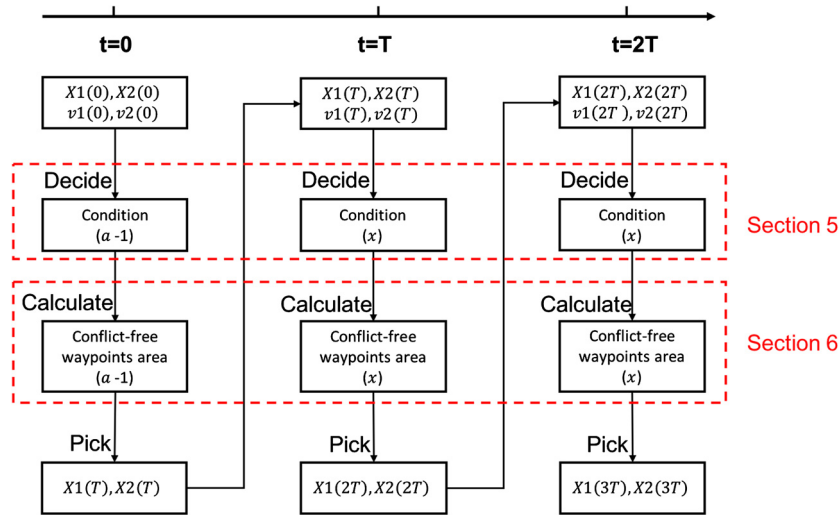 t=0
t=T
t=2T
X1(0),X2(0)
v1(0),v2(0)
X1(T),X2(T)
v1(T),v2(T)
X1(2T),X2(2T)
v1(2T ),v2(2T)
Decide
Decide
Decide
Condition
(a -1)
Condition
(x)
Condition
(x)
Section 5
Calculate
Calculate
Calculate
Conflict-free
waypoints area
(a -1)
Conflict-free
waypoints area
(x)
Conflict-free
waypoints area
(x)
Section 6
Pick
Pick
Pick
X1(T),X2(T)
X1(2T),X2(2T)
X1(3T),X2(3T)